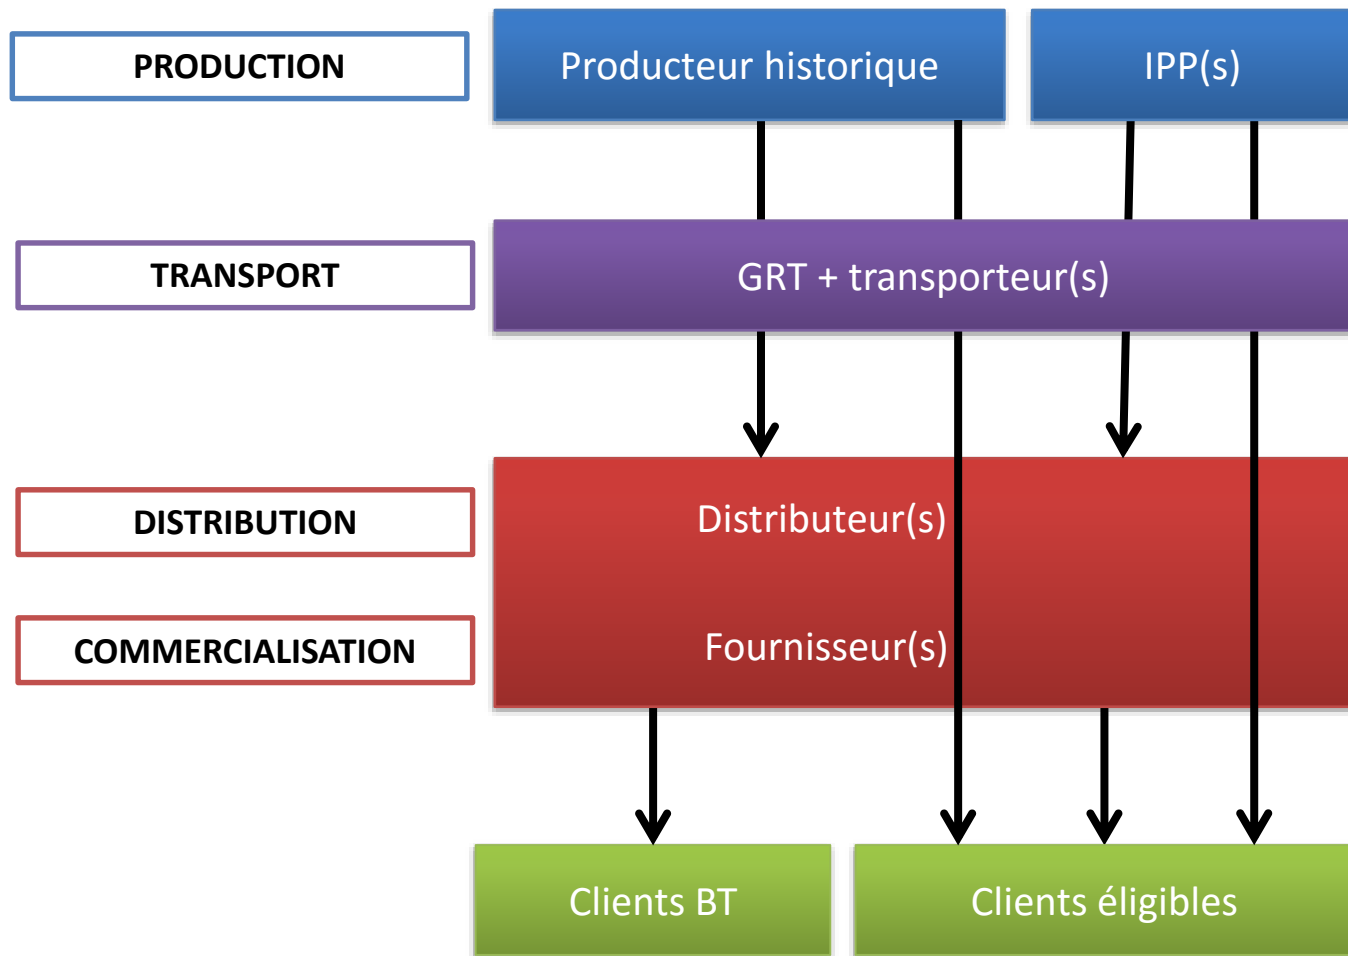 PRODUCTION
Producteur historique
IPP(s)
TRANSPORT
GRT + transporteur(s)
DISTRIBUTION
Distributeur(s)
COMMERCIALISATION
Fournisseur(s)
Clients BT
Clients éligibles